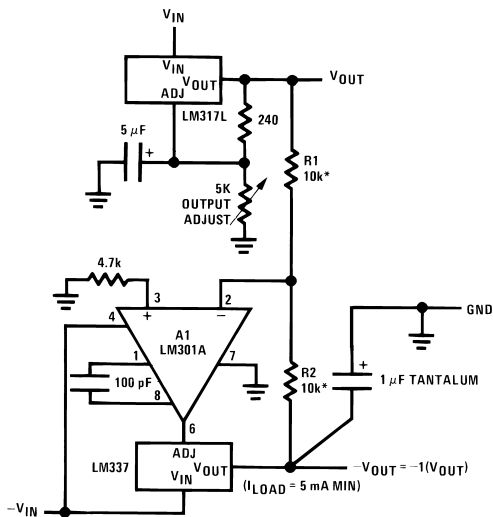 VIN
VIN
VOUT
VOUT
ADJ
LM317L
240
5 μF
+
R1
10k*
5K
OUTPUT
ADJUST
4.7k
3
2
GND
4
+
−
A1
LM301A
1
7
+
R2
10k*
1 μF TANTALUM
100 pF
8
6
ADJ
LM337
VOUT
VIN
−VOUT = −1(VOUT)
(ILOAD = 5 mA MIN)
−VIN